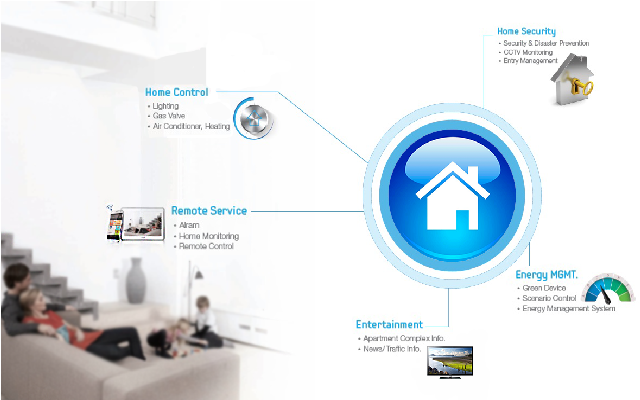 Home Security
• Security & Disaster Prevention
• CCTV Monitoring
• Entry Management
Home Control
• Lighting
• Gas Valve
• Air Conditioner, Heating
Remote Service
• Alram
• Home Monitoring
• Remote Control
Energy MGMT.
• Green Device
• Scenario Control
• Energy Management System
Entertainment
• Apartment Complex Info.
• News/Traffic Info.